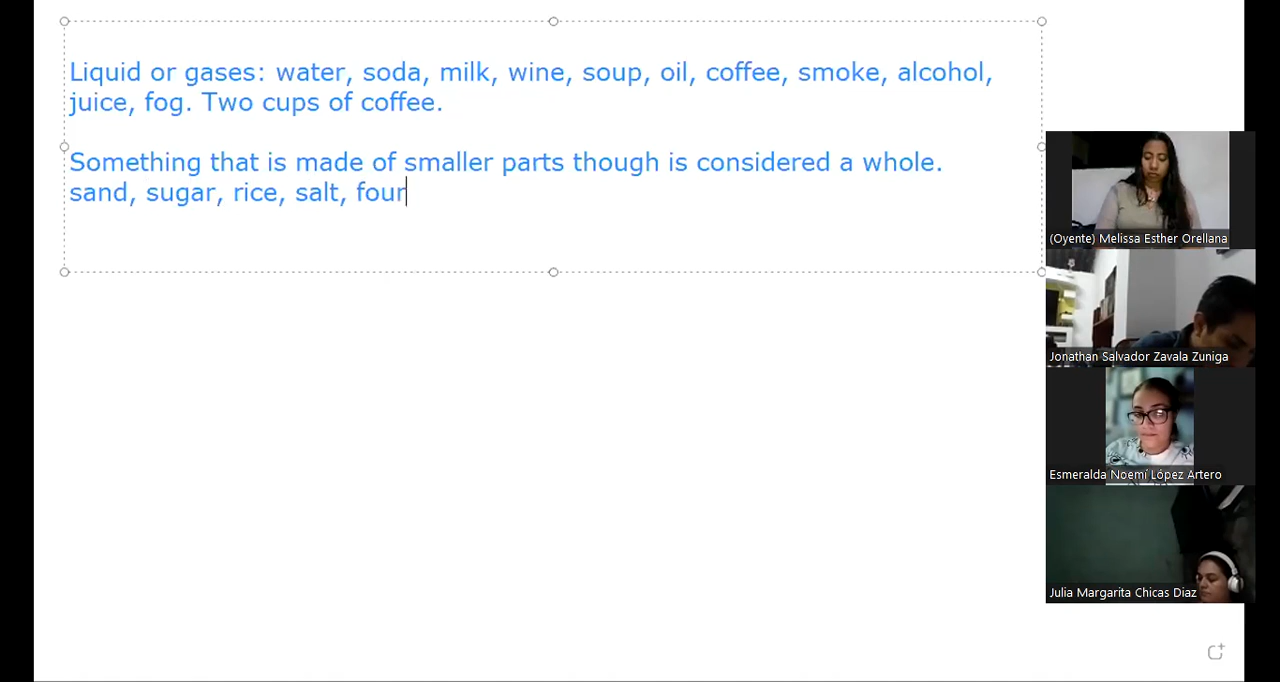 Liquid or gases: water, soda, milk, wine, soup, oil, coffee, smoke, alcohol,
juice, fog. Two cups of coffee.
Something that is made of smaller parts though is considered a whole.
sand, sugar, rice, salt, four
(Oyente) Melissa Esther Orellana
Jonathan Salvador Zavala Zuniga
Esmeralda Noemí López Artero
Julia Margarita Chicas Diaz